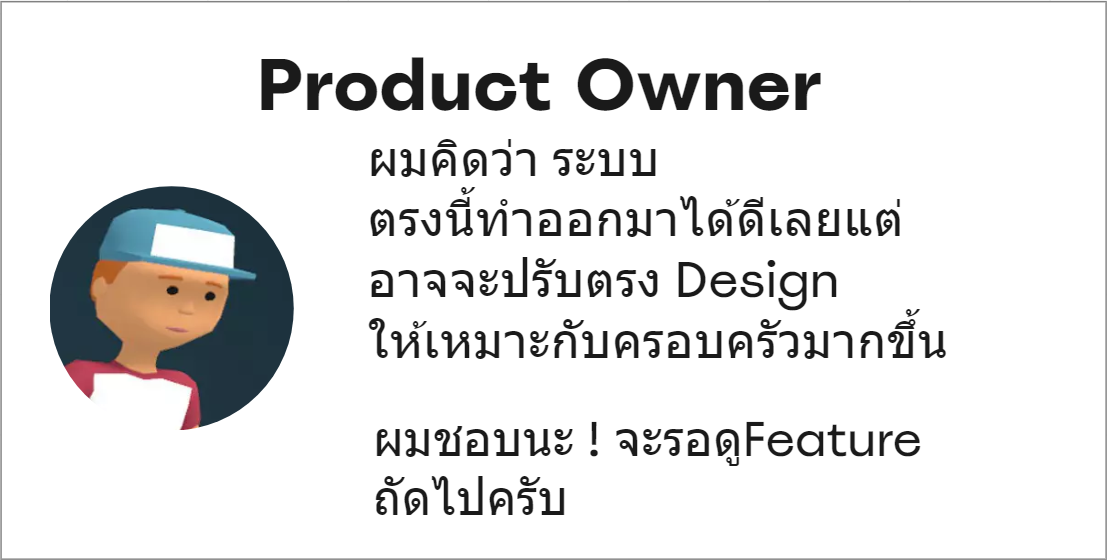 Product Owner
ผมคิดว่า ระบบ
ตรงนี้ทำออกมาได้ดีเลยแต่
อาจจะปรับตรง Design
ให้เหมาะกับครอบครัวมากขึ้น
ผมชอบนะ ! จะรอดูFeature
ถัดไปครับ